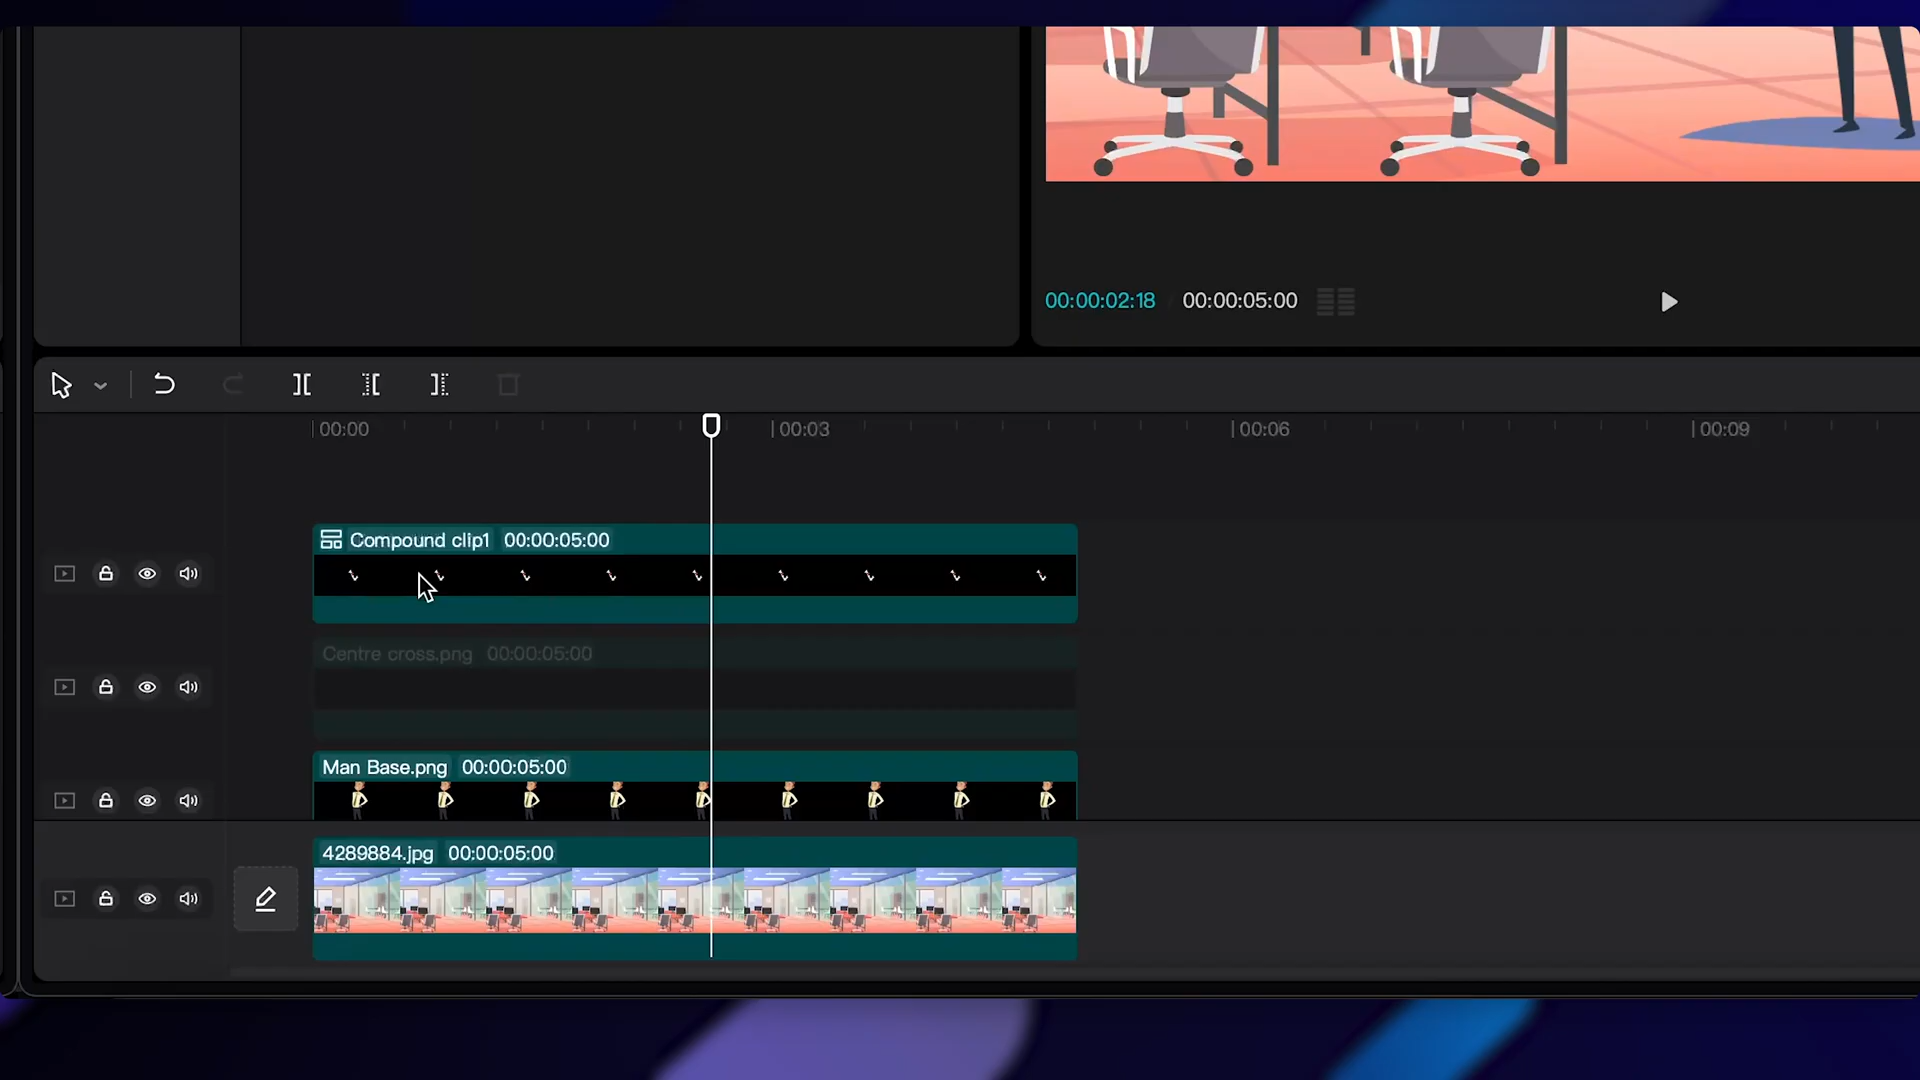 00:00:02:18 00:00:05:00
00:00 00:03 00:06 00:09
Compound clip1 00:00:05:00
Centre cross.png 00:00:05:00
Man Base.png 00:00:05:00
4289884.jpg 00:00:05:00